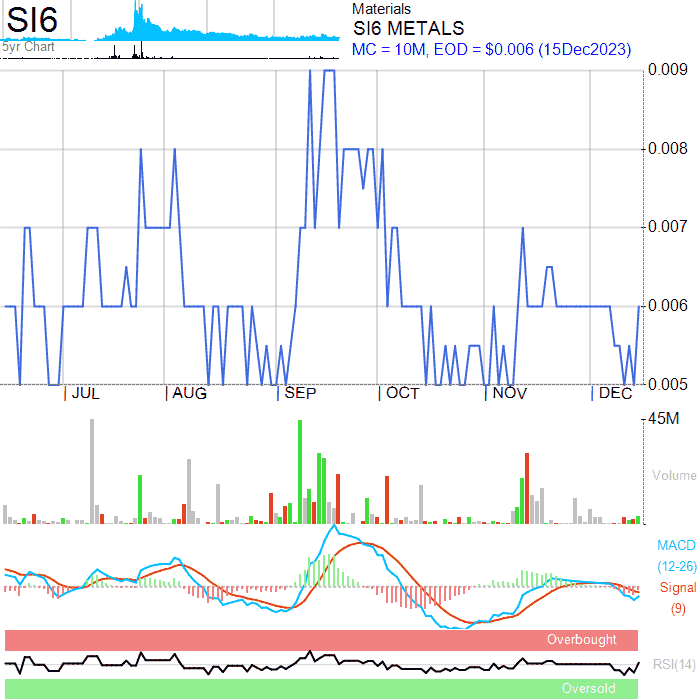 SI6
5yr Chart
Materials
SI6 METALS
MC = 10M, EOD = $0.006 (15Dec2023)
0.009
0.008
0.007
0.006
0.005
JUL AUG SEP OCT NOV DEC
45M
Volume
MACD
(12-26)
Signal
(9)
Overbought
RSI(14)
Oversold